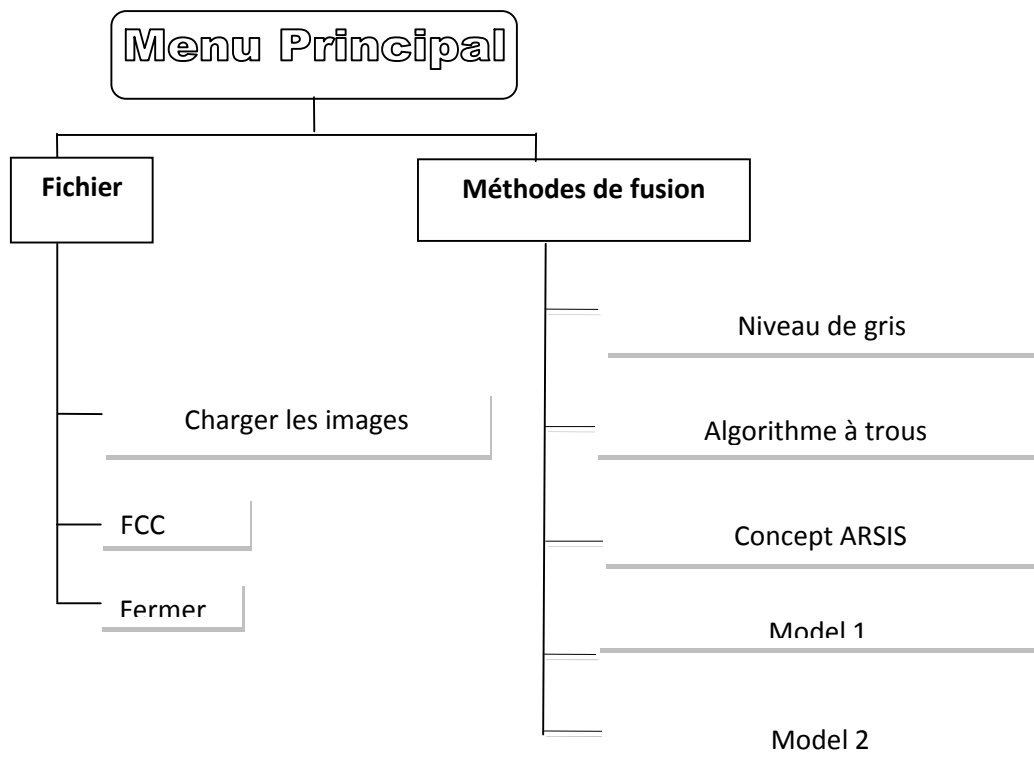 Menu Principal
Fichier
Méthodes de fusion
Charger les images
FCC
Fermer
Niveau de gris
Algorithme à trous
Concept ARSIS
Model 1
Model 2